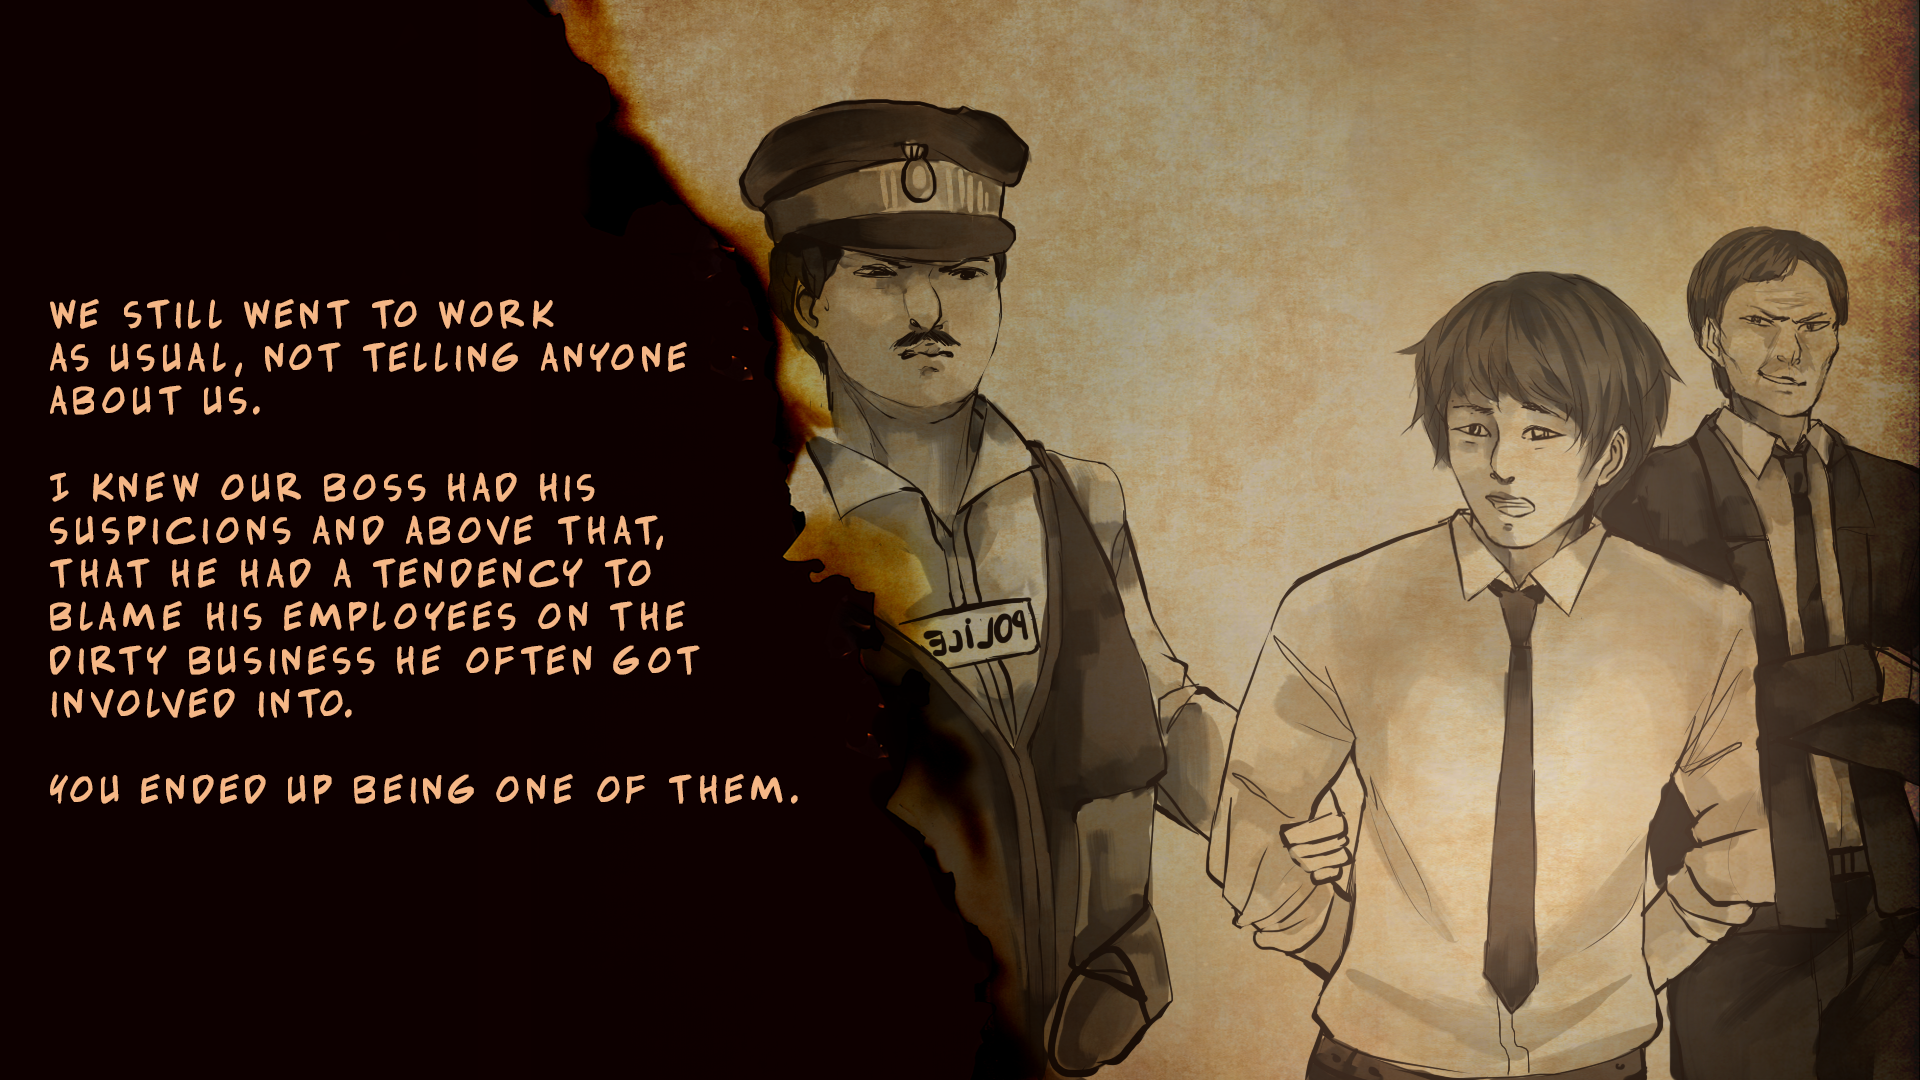 WE STILL WENT TO WORK
AS USUAL, NOT TELLING ANYONE
ABOUT US.
I KNEW OUR BOSS HAD HIS
SUSPICIONS AND ABOVE THAT,
THAT HE HAD A TENDENCY TO
BLAME HIS EMPLOYEES ON THE
DIRTY BUSINESS HE OFTEN GOT
INVOLVED INTO.
YOU ENDED UP BEING ONE OF THEM.
POLICE